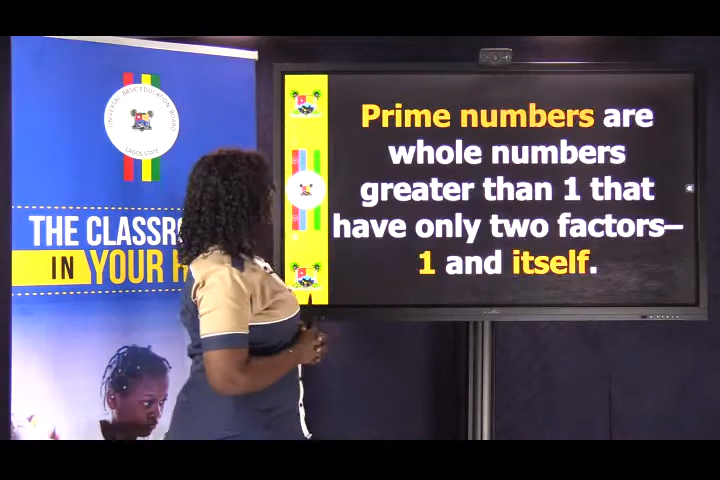 UNIVERSAL BASIC EDUCATION BOARD
LAGOS STATE
THE CLASSR
IN YOUR H
Prime numbers are
whole numbers
greater than 1 that
have only two factors–
1 and itself.